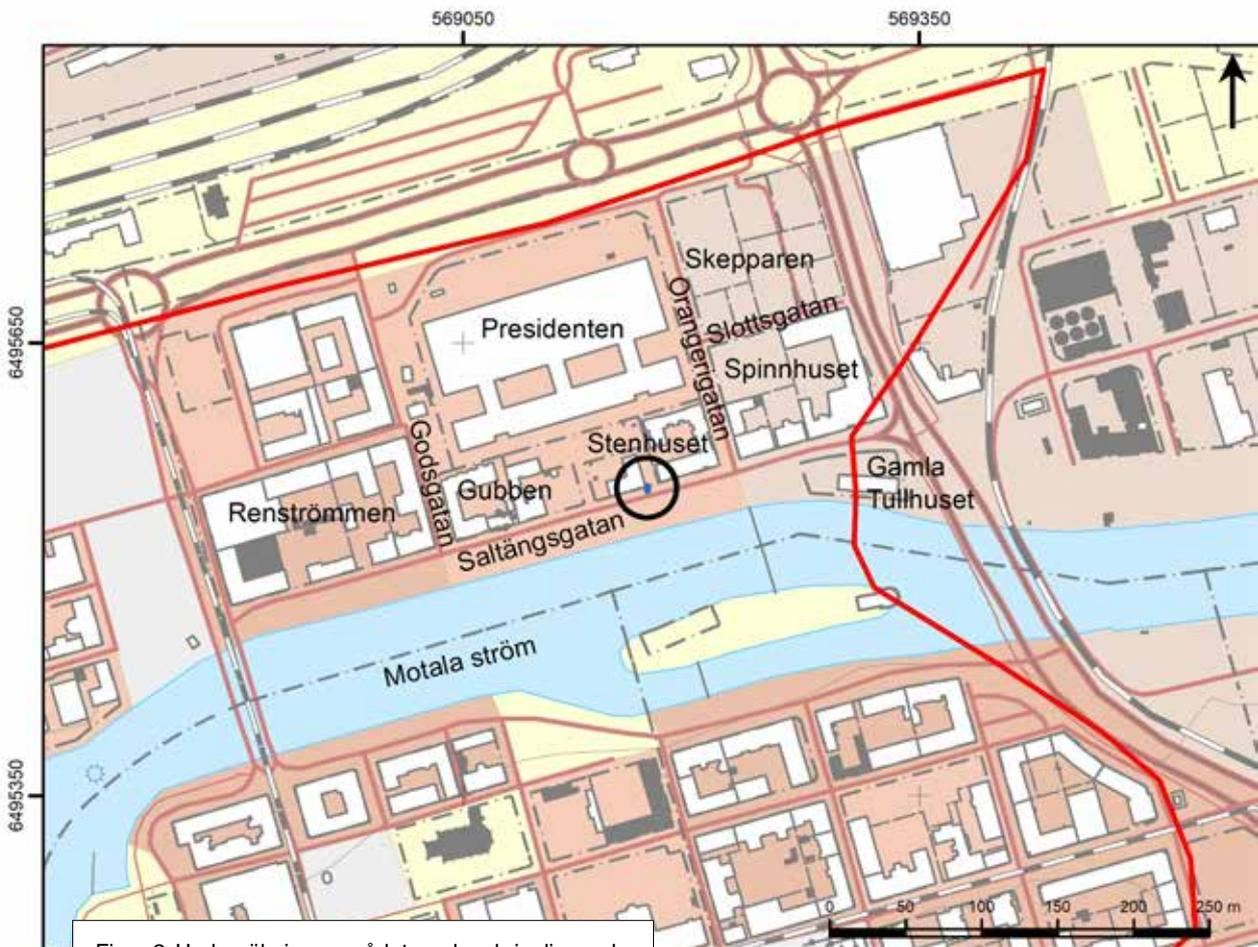 569050
569350
6495650
6495350
Skepparen
Presidenten
Orangerigatan
Slottsgatan
Spinnhuset
Stenhuset
Godsgatan
Gubben
Gamla
Tullhuset
Renströmmen
Saltängsgatan
Motala ström
0 50 100 150 200 250 m